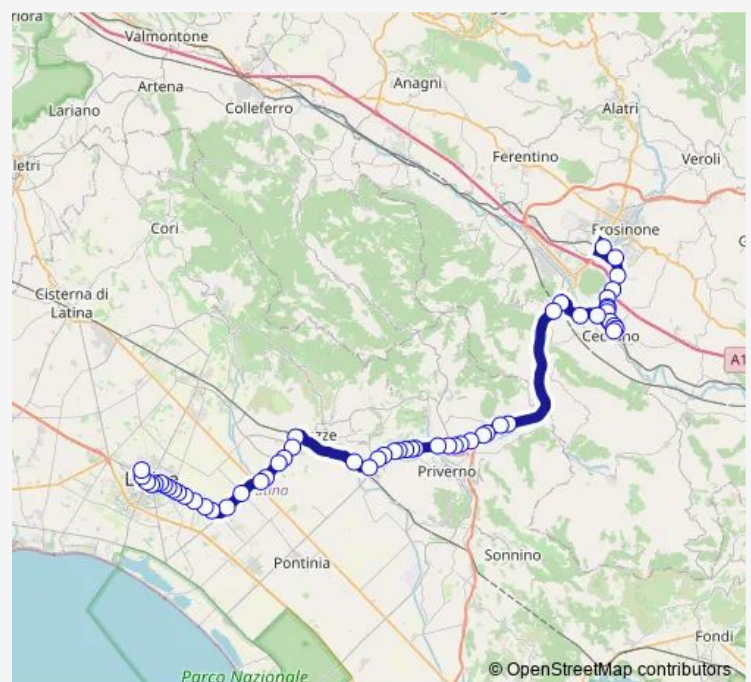 Valmontone
Artena
Anagni
Colleferro
Lariano
Alatri
Ferentino
Veroli
letri
Frosinone
Cori
Cisterna di
Latina
A1
Priverno
Pontinia
Sonnino
Fondi
Parco Nazionale
© OpenStreetMap contributors